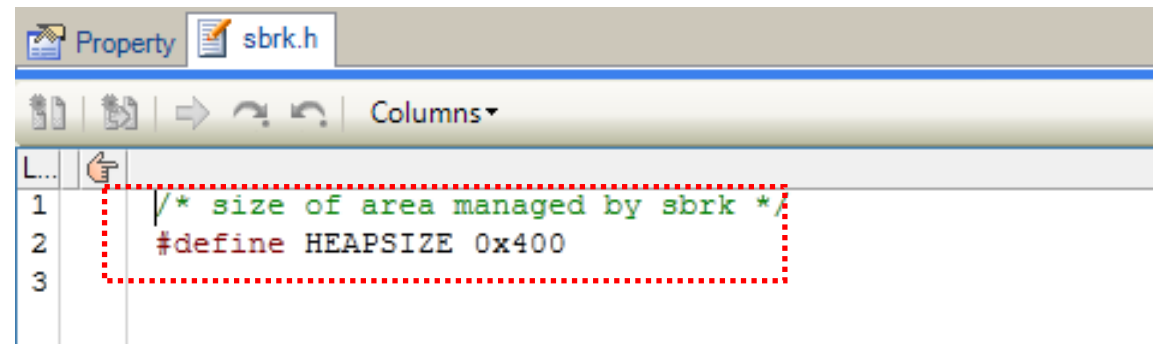 Property sbrk.h
Columns
L...
1 /* size of area managed by sbrk */
2 #define HEAPSIZE 0x400
3